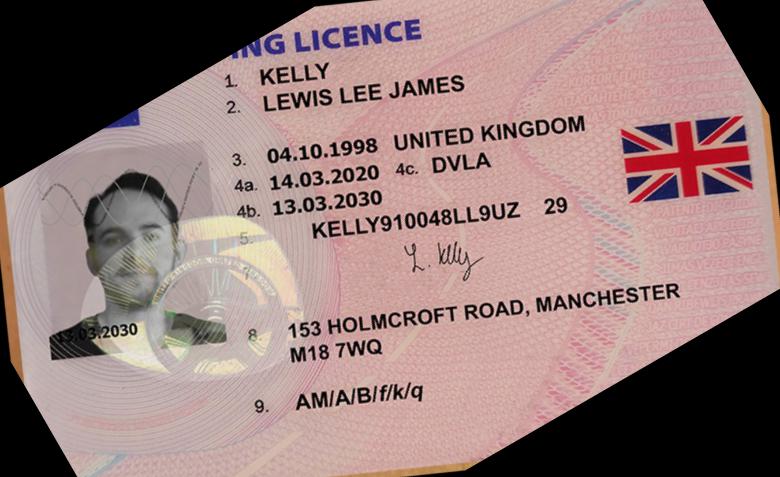 ING LICENCE
1. KELLY
2. LEWIS LEE JAMES
3. 04.10.1998 UNITED KINGDOM
4a. 14.03.2020 4c. DVLA
4b. 13.03.2030
5. KELLY910048LL9UZ 29
7.
L. Kelly
13.03.2030
8. 153 HOLMCROFT ROAD, MANCHESTER
M18 7WQ
9. AM/A/B/f/k/q